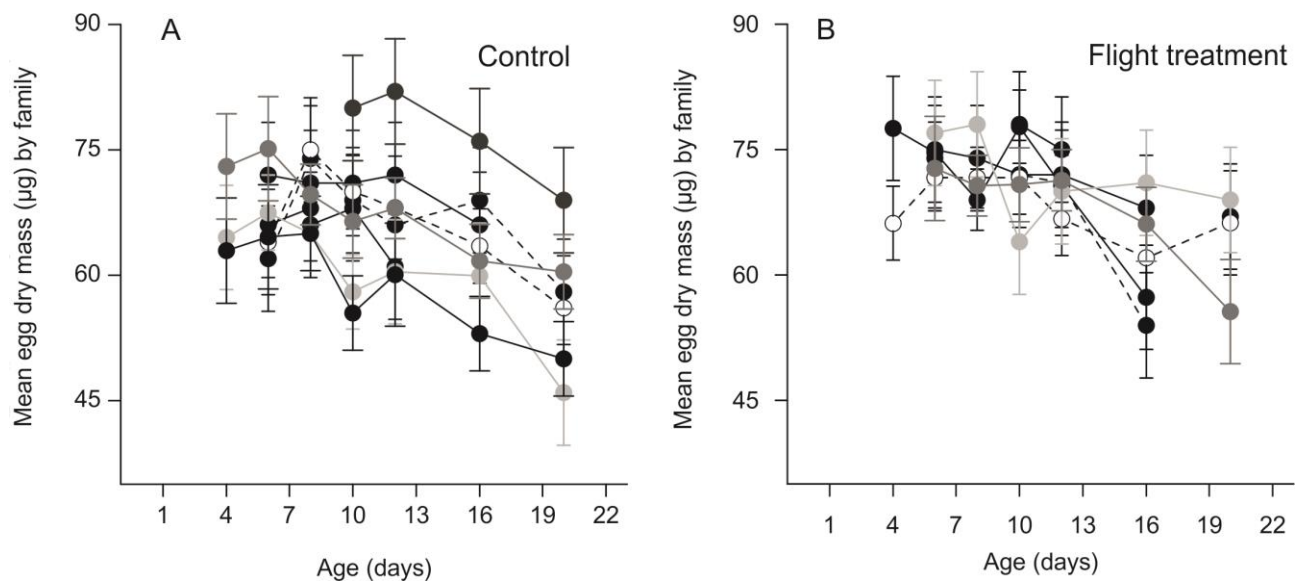 A
Control
Mean egg dry mass (µg) by family
90
75
60
45
1 4 7 10 13 16 19 22
Age (days)
B
Flight treatment
Mean egg dry mass (µg) by family
90
75
60
45
1 4 7 10 13 16 19 22
Age (days)